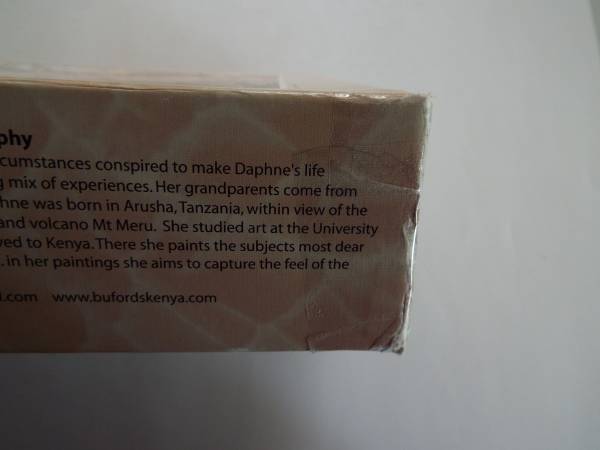 phy
cumstances conspired to make Daphne's life
g mix of experiences. Her grandparents come from
hne was born in Arusha, Tanzania, within view of the
and volcano Mt Meru. She studied art at the University
ved to Kenya. There she paints the subjects most dear
. in her paintings she aims to capture the feel of the
l.com www.bufordskenya.com